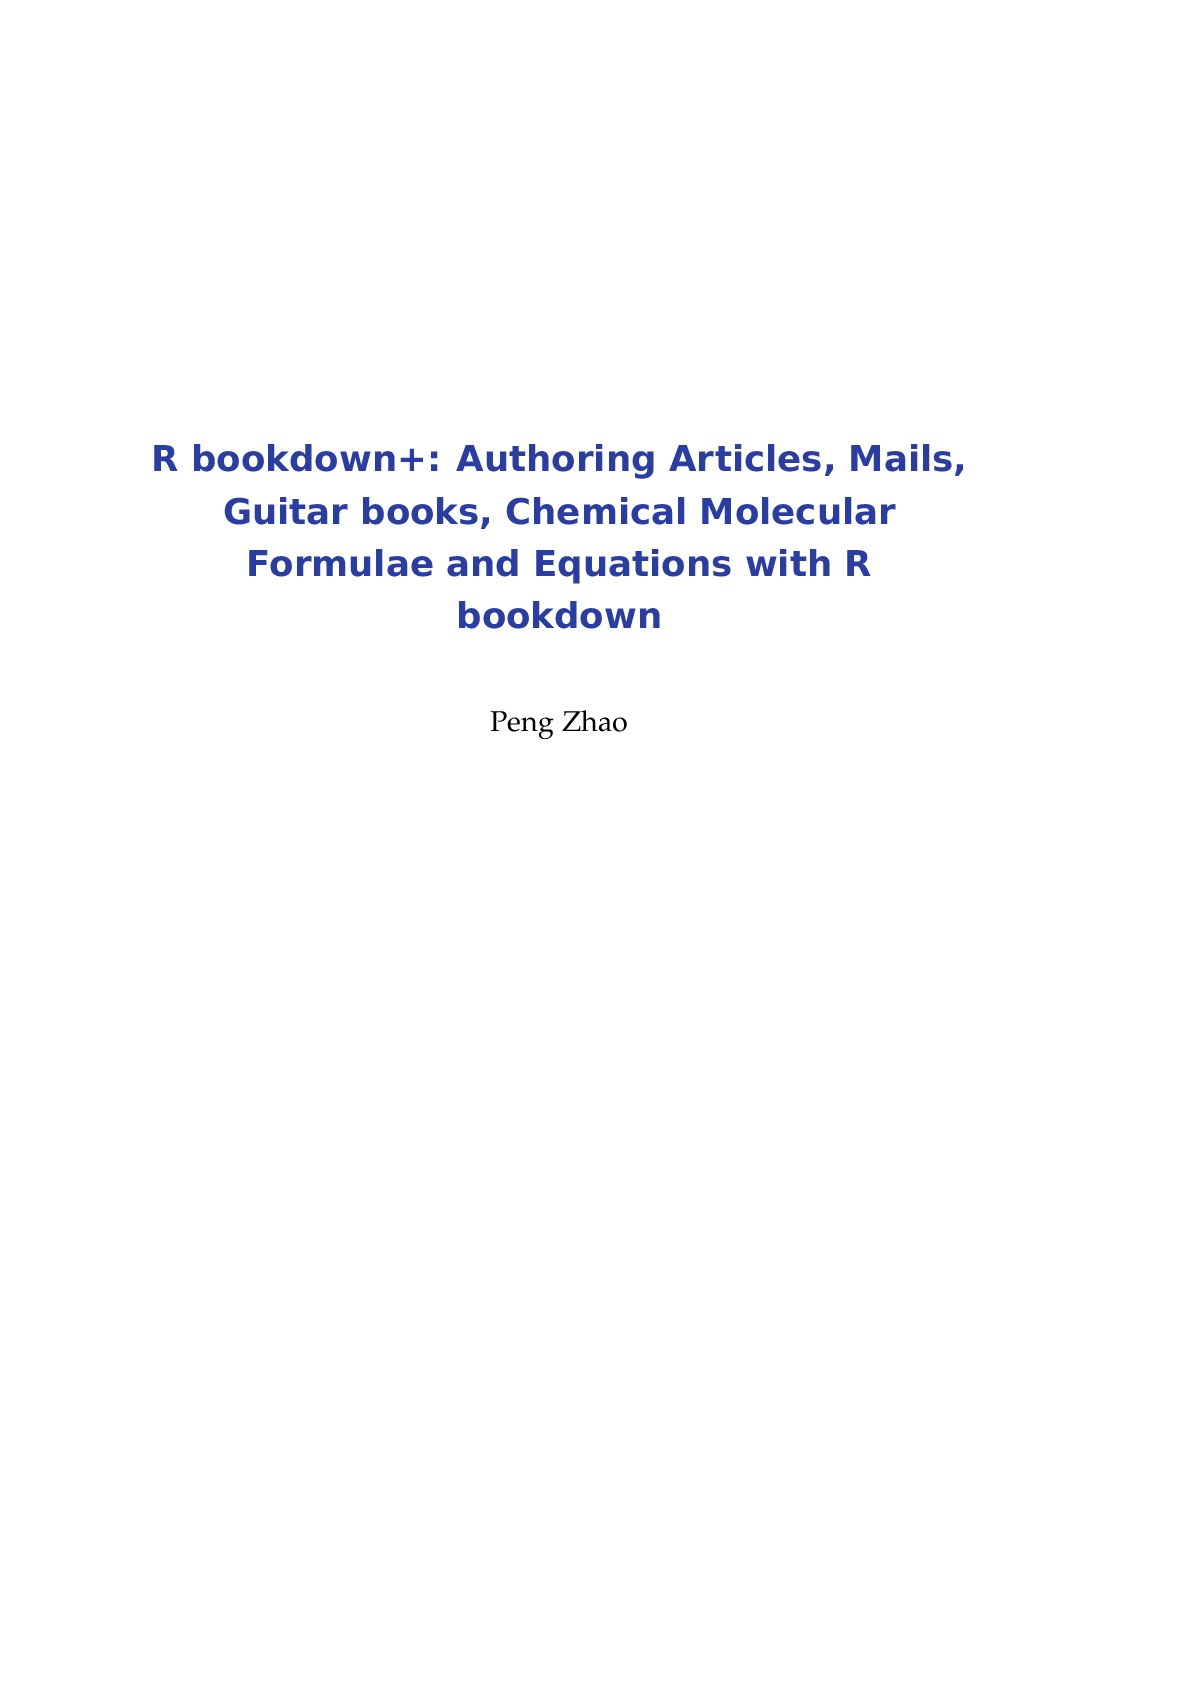 R bookdown+: Authoring Articles, Mails,
Guitar books, Chemical Molecular
Formulae and Equations with R
bookdown
Peng Zhao